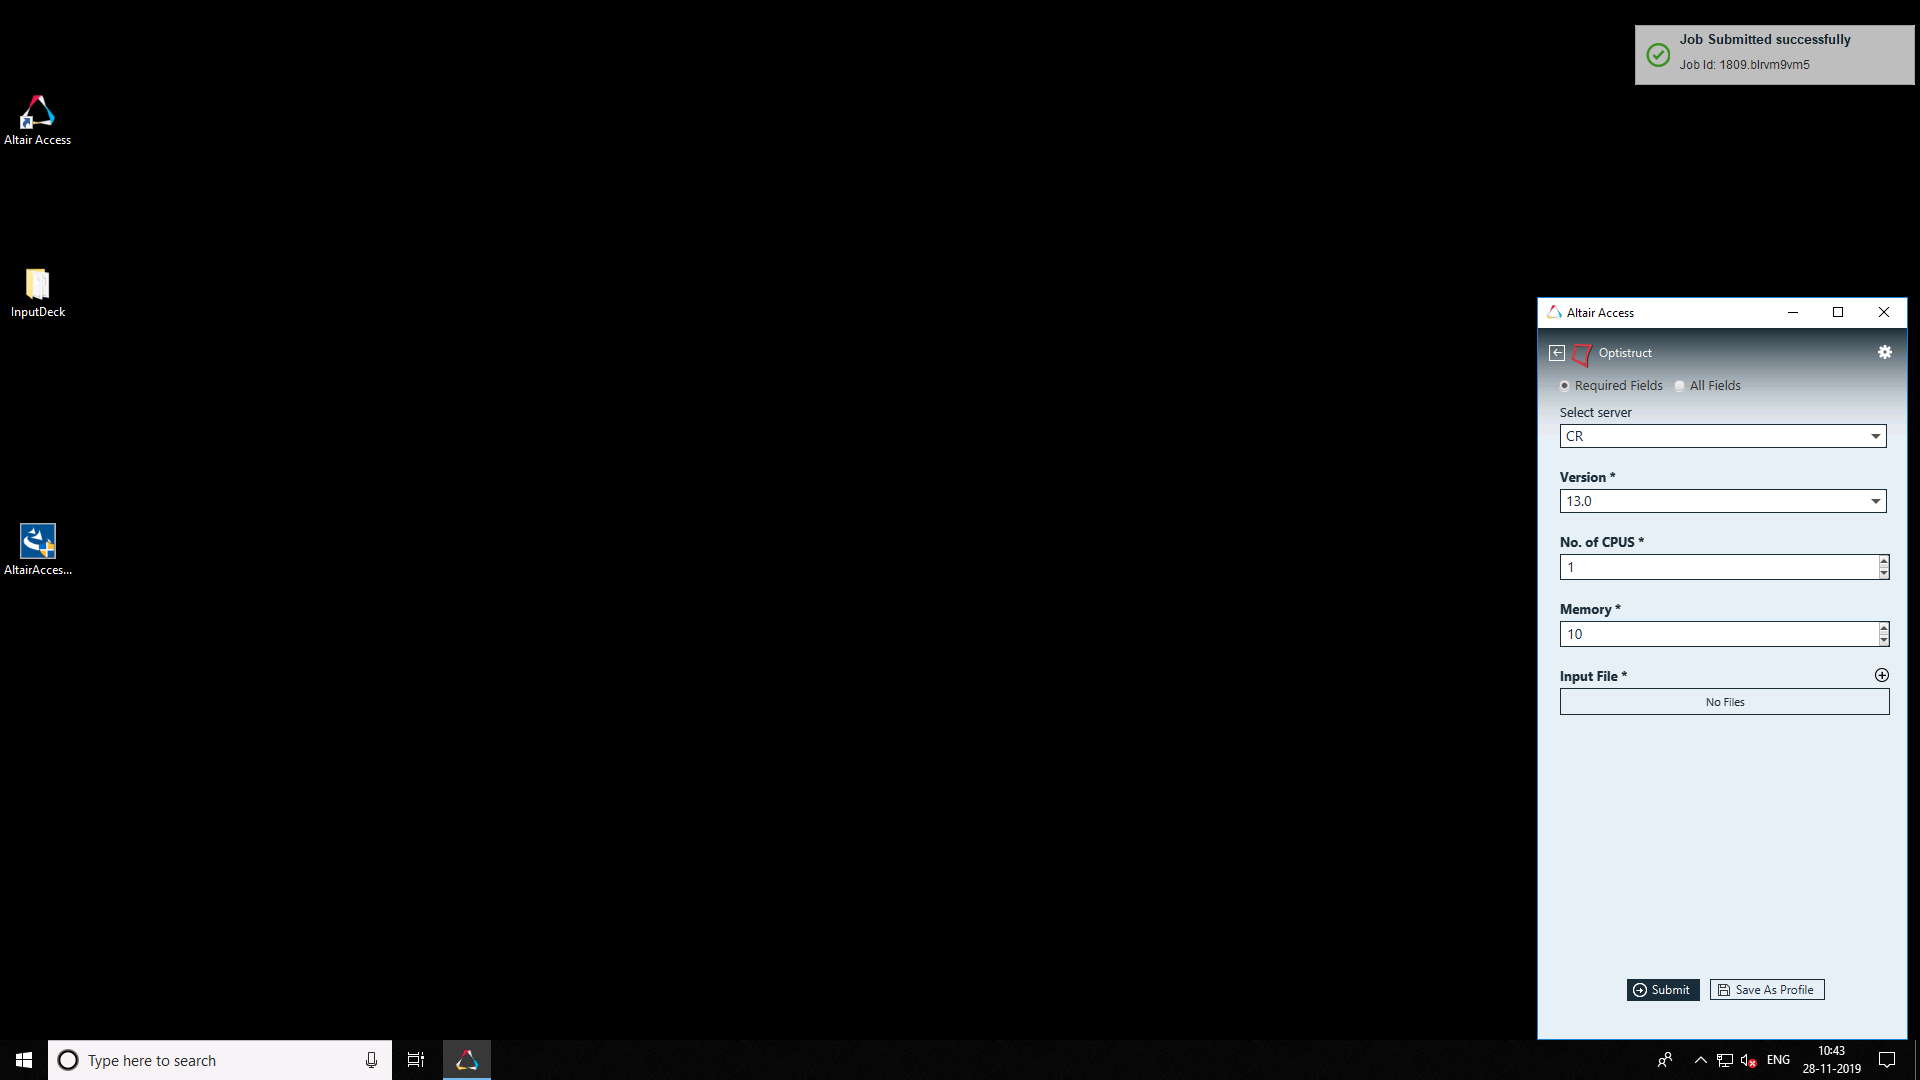 Job Submitted successfully
Job Id: 1809.blrvm9vm5
Altair Access
InputDeck
AltairAcces...
Altair Access
Optistruct
Required Fields
All Fields
Select server
CR
Version *
13.0
No. of CPUS *
1
Memory *
10
Input File *
No Files
Submit
Save As Profile
Type here to search
ENG
10:43
28-11-2019